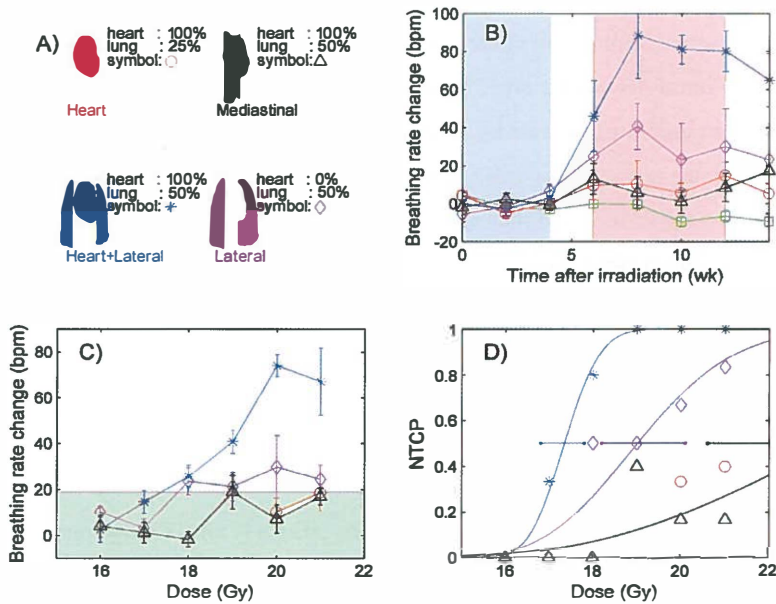 A)
heart : 100%
lung : 25%
symbol:
Heart
heart : 100%
lung : 50%
symbol:
Mediastinal
heart : 100%
lung : 50%
symbol:
Heart+Lateral
heart : 0%
lung : 50%
symbol:
Lateral
B)
Breathing rate change (bpm)
100
80
60
40
20
0
-20
0 5 10
Time after irradiation (wk)
C)
Breathing rate change (bpm)
80
60
40
20
0
16 18 20 22
Dose (Gy)
D)
NTCP
1
0.8
0.6
0.4
0.2
0
16 18 20 22
Dose (Gy)